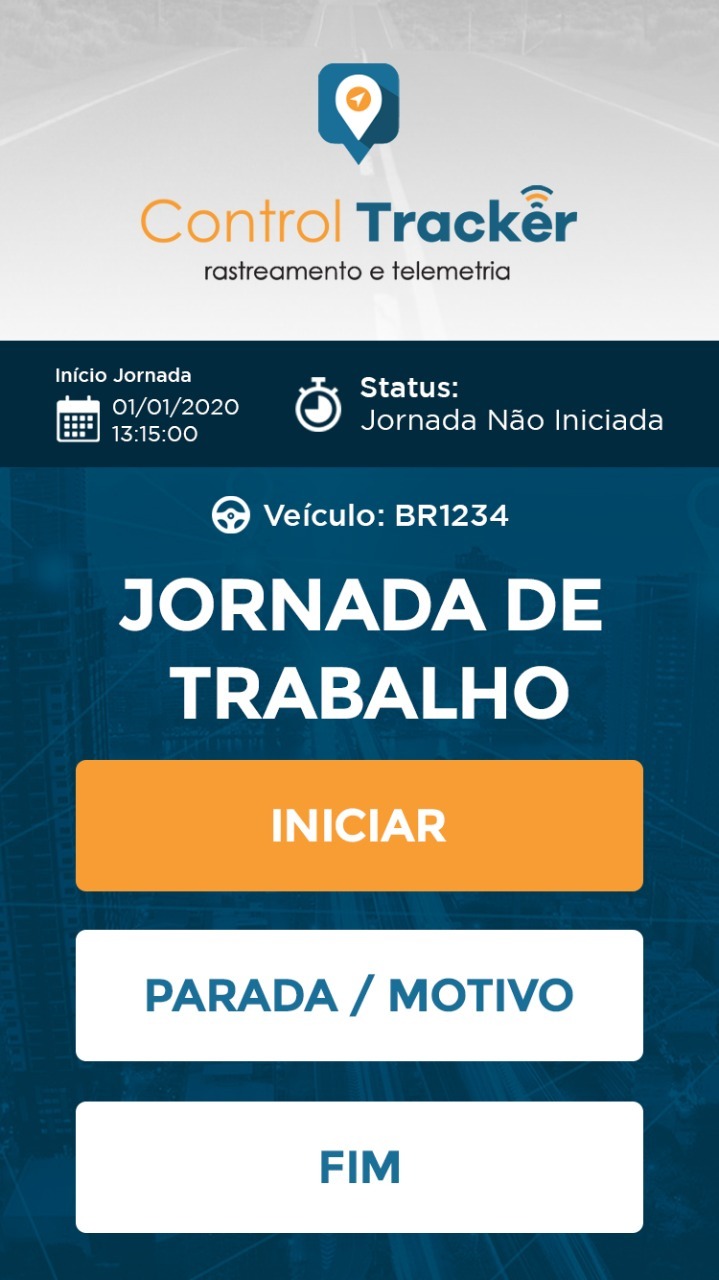 Control Tracker
rastreamento e telemetria
Início Jornada
01/01/2020
13:15:00
Status:
Jornada Não Iniciada
Veículo: BR1234
JORNADA DE
TRABALHO
INICIAR
PARADA / MOTIVO
FIM